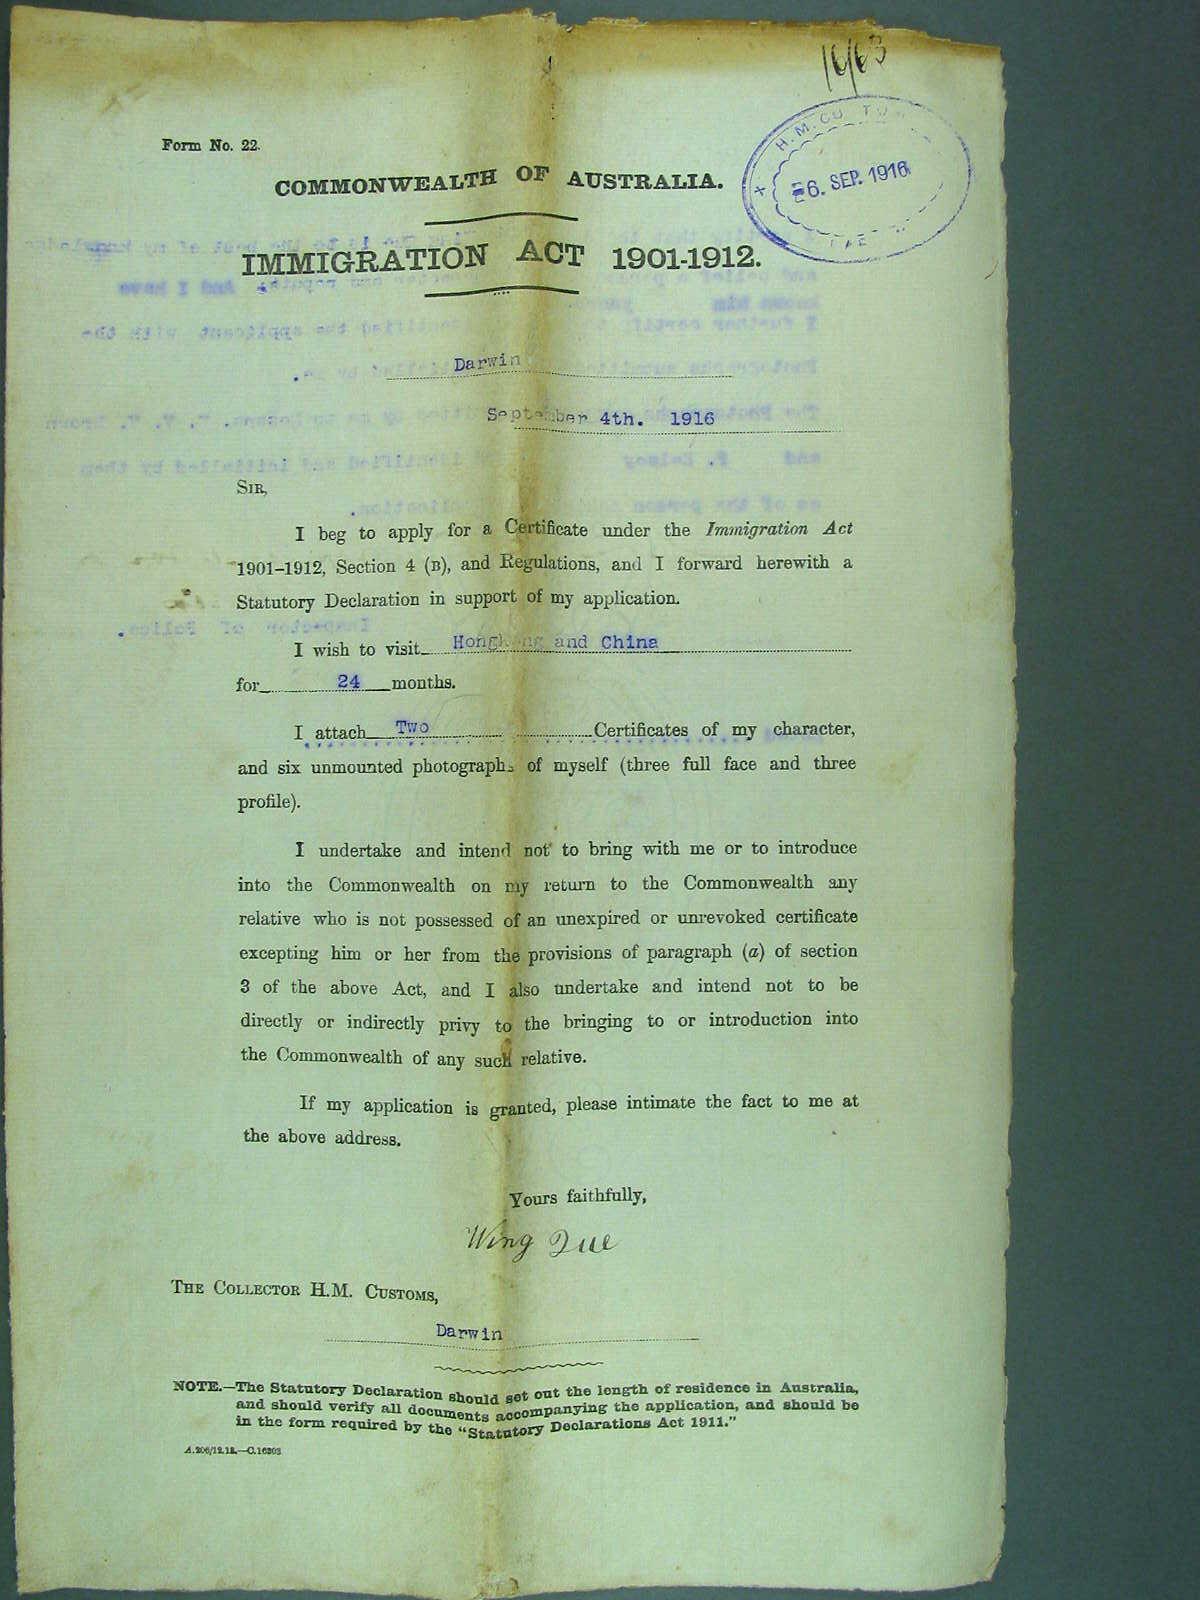 16/63
H.M. CUSTOMS
6. SEP. 1916
Form No. 22.
COMMONWEALTH OF AUSTRALIA.
IMMIGRATION ACT 1901-1912.
Darwin
September 4th. 1916
SIR,
I beg to apply for a Certificate under the Immigration Act
1901–1912, Section 4 (B), and Regulations, and I forward herewith a
Statutory Declaration in support of my application.
I wish to visit Hongkong and China
for 24 months.
I attach Two Certificates of my character,
and six unmounted photographs of myself (three full face and three
profile).
I undertake and intend not to bring with me or to introduce
into the Commonwealth on my return to the Commonwealth any
relative who is not possessed of an unexpired or unrevoked certificate
excepting him or her from the provisions of paragraph (a) of section
3 of the above Act, and I also undertake and intend not to be
directly or indirectly privy to the bringing to or introduction into
the Commonwealth of any such relative.
If my application is granted, please intimate the fact to me at
the above address.
Yours faithfully,
Wing Due
THE COLLECTOR H.M. CUSTOMS,
Darwin
NOTE.—The Statutory Declaration should set out the length of residence in Australia,
and should verify all documents accompanying the application, and should be
in the form required by the "Statutory Declarations Act 1911."
A.206/12.12.—C.16303